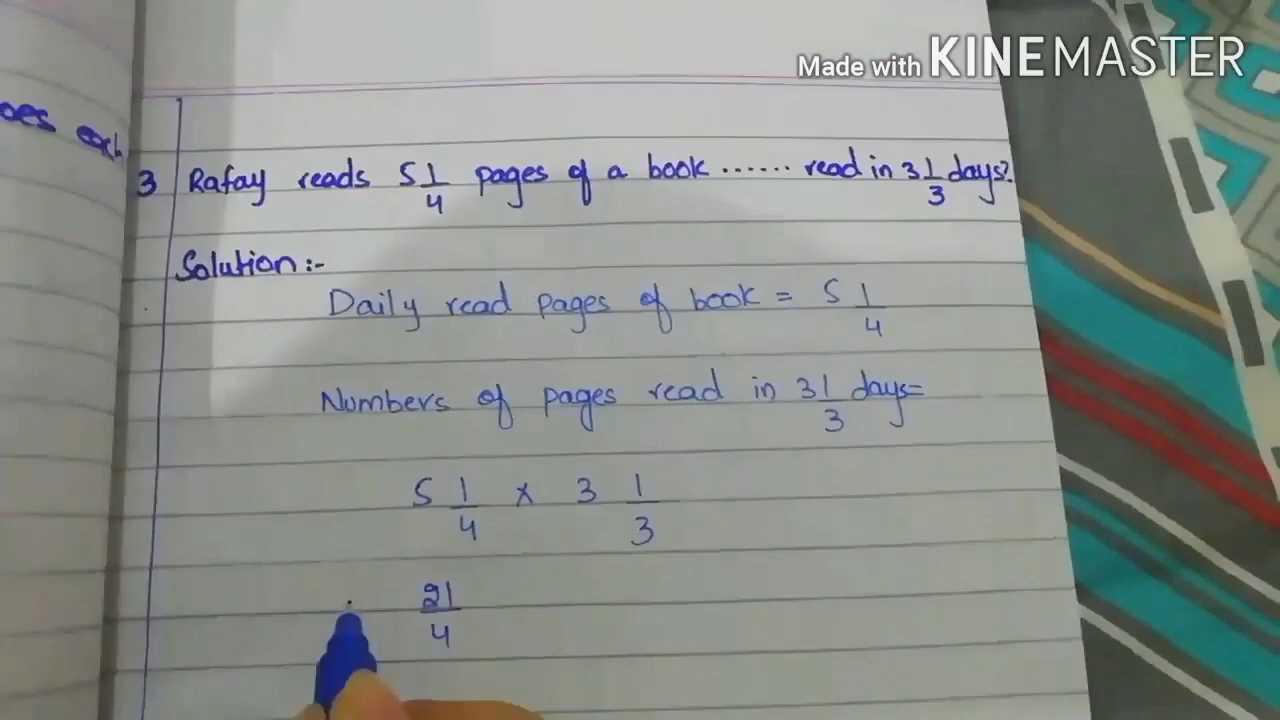 Made with KINEMASTER
oes each
3 Rafay reads 5 1/4 pages of a book ...... read in 3 1/3 days?
Solution:-
Daily read pages of book = 5 1/4
Numbers of pages read in 3 1/3 days=
5 1/4 x 3 1/3
21/4